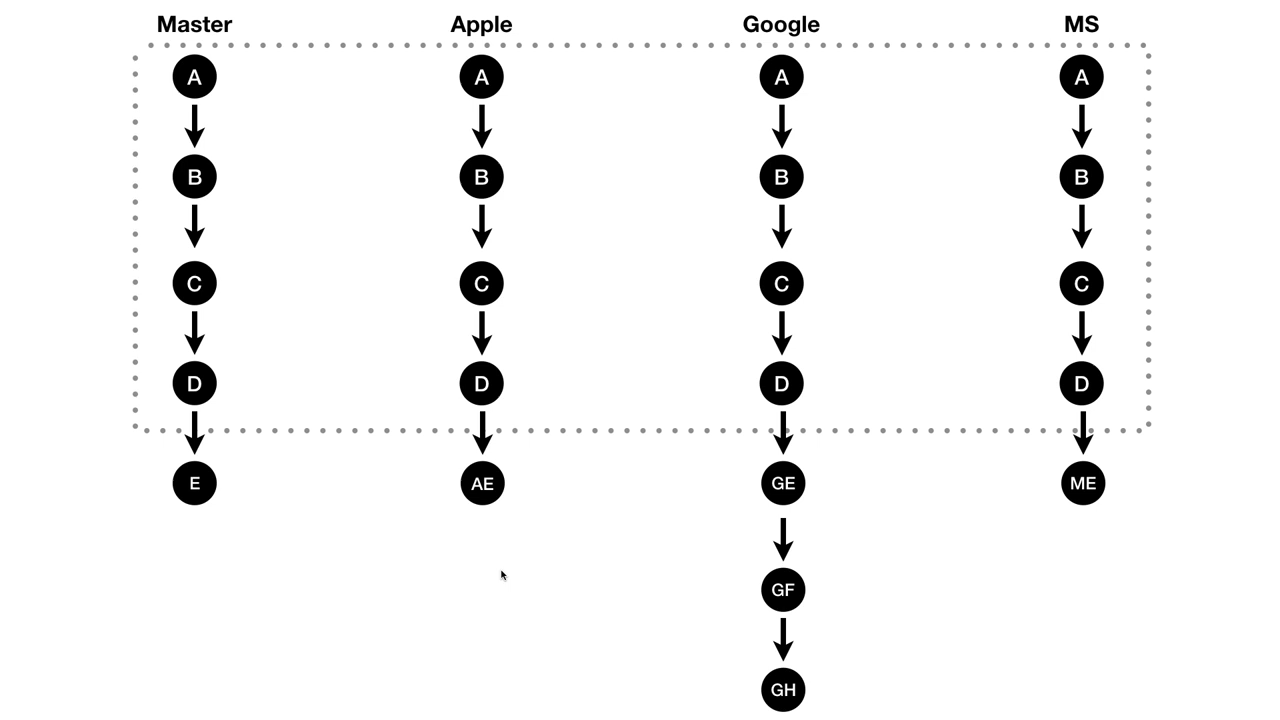 Master Apple Google MS
A A A A
B B B B
C C C C
D D D D
E AE GE ME
GF
GH